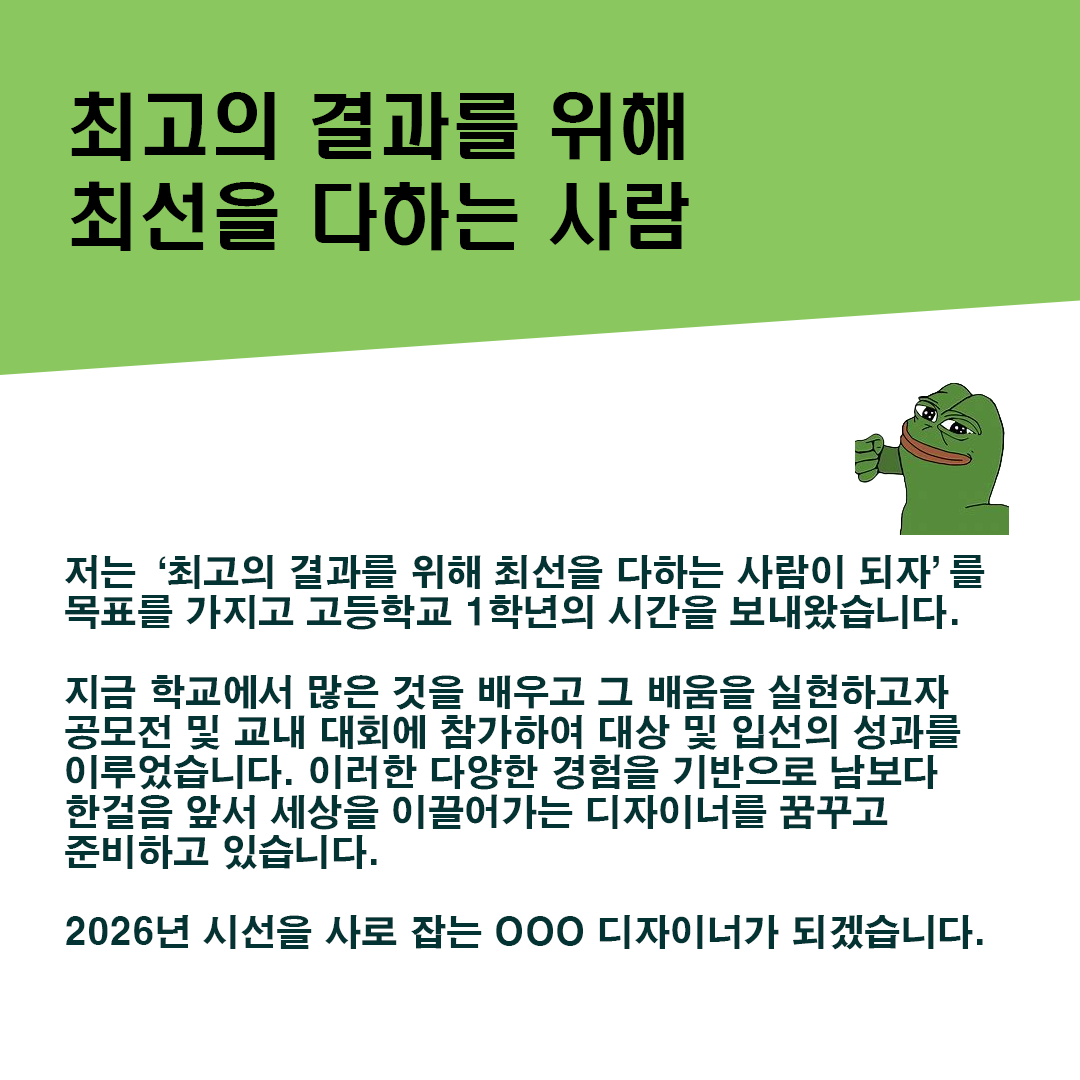 최고의 결과를 위해
최선을 다하는 사람
저는 ‘최고의 결과를 위해 최선을 다하는 사람이 되자’를
목표를 가지고 고등학교 1학년의 시간을 보내왔습니다.
지금 학교에서 많은 것을 배우고 그 배움을 실현하고자
공모전 및 교내 대회에 참가하여 대상 및 입선의 성과를
이루었습니다. 이러한 다양한 경험을 기반으로 남보다
한걸음 앞서 세상을 이끌어가는 디자이너를 꿈꾸고
준비하고 있습니다.
2026년 시선을 사로 잡는 OOO 디자이너가 되겠습니다.